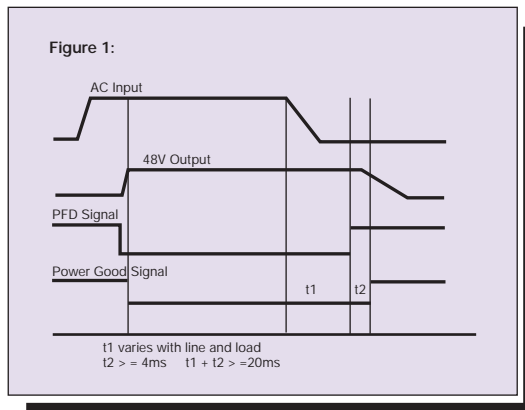 Figure 1:
AC Input
48V Output
PFD Signal
Power Good Signal
t1 t2
t1 varies with line and load
t2 > = 4ms t1 + t2 > =20ms